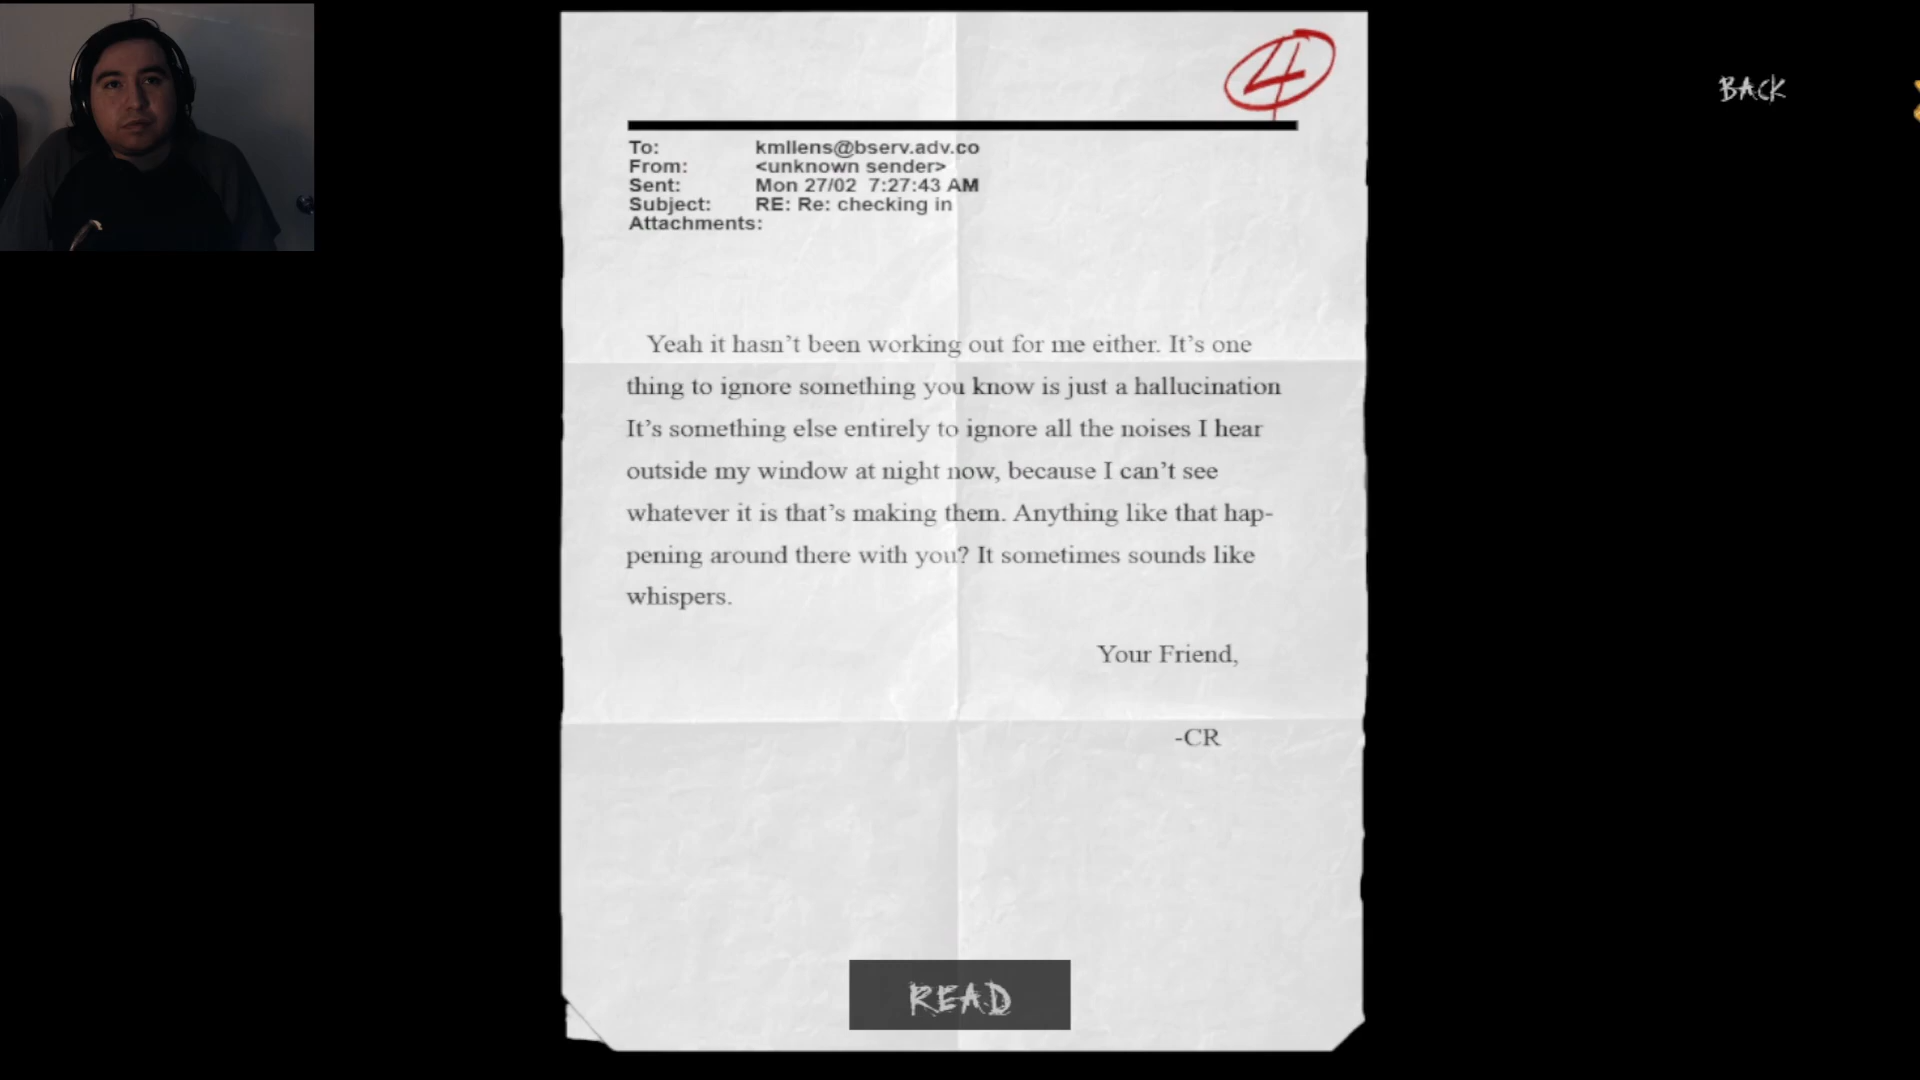 4
BACK
To: kmllens@bserv.adv.co
From: <unknown sender>
Sent: Mon 27/02 7:27:43 AM
Subject: RE: Re: checking in
Attachments:
Yeah it hasn’t been working out for me either. It’s one
thing to ignore something you know is just a hallucination
It’s something else entirely to ignore all the noises I hear
outside my window at night now, because I can’t see
whatever it is that’s making them. Anything like that hap-
pening around there with you? It sometimes sounds like
whispers.
Your Friend,
-CR
READ